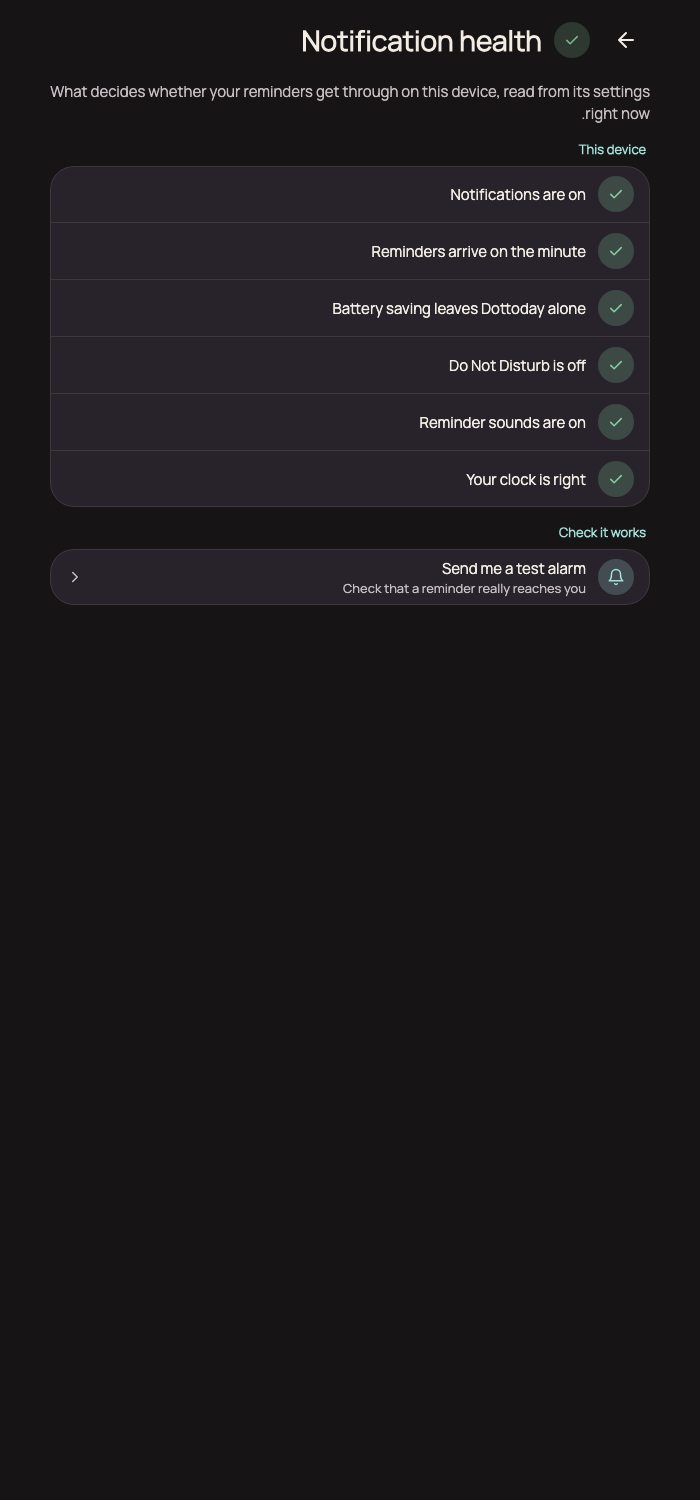 Notification health
What decides whether your reminders get through on this device, read from its settings
.right now
This device
Notifications are on
Reminders arrive on the minute
Battery saving leaves Dottoday alone
Do Not Disturb is off
Reminder sounds are on
Your clock is right
Check it works
Send me a test alarm
Check that a reminder really reaches you